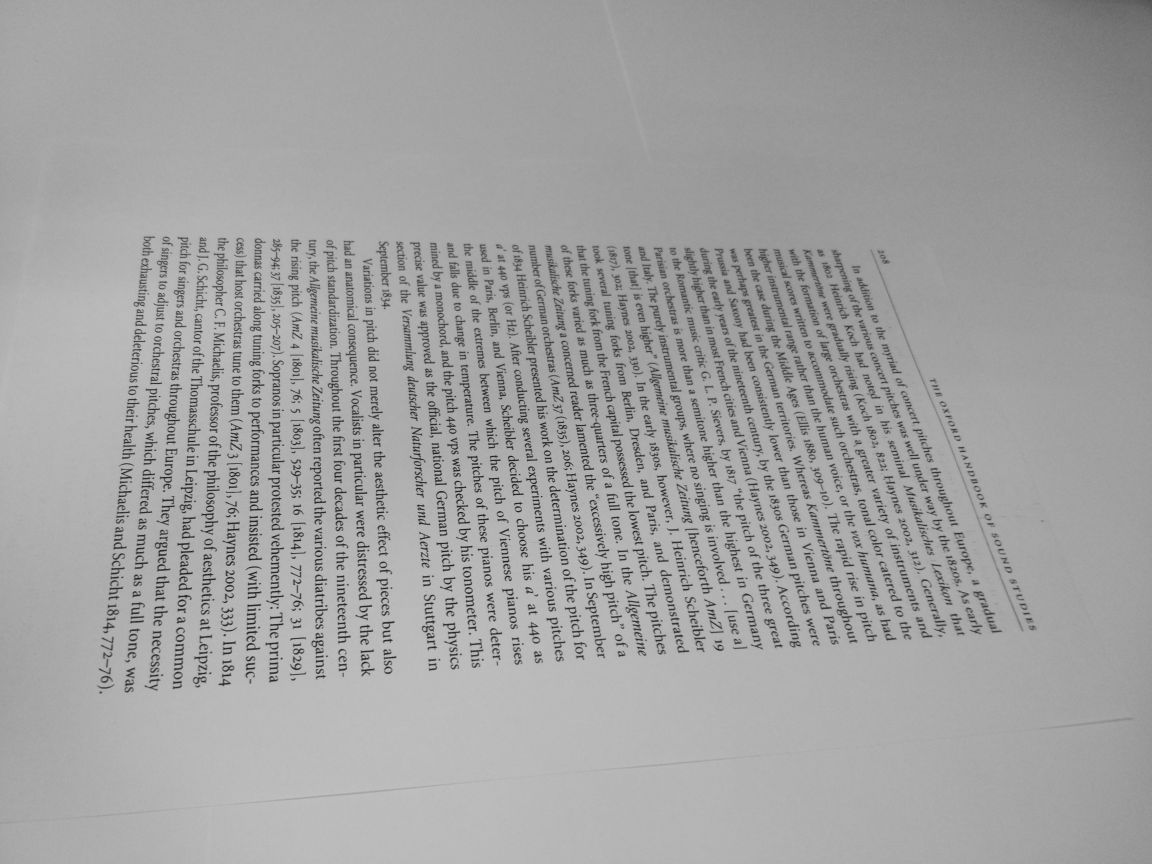 208 THE OXFORD HANDBOOK OF SOUND STUDIES
In addition to the myriad of concert pitches throughout Europe, a gradual
sharpening of the various concert pitches was well under way by the 1820s. As early
as 1802 Heinrich Koch had noted in his seminal Musikalisches Lexikon that
Kammertöne were gradually rising (Koch 1802, 822; Haynes 2002, 312). Generally,
with the formation of large orchestras with a greater variety of instruments and
musical scores written to accommodate such orchestras, tonal color catered to the
higher instrumental range rather than the human voice, or the vox humana, as had
been the case during the Middle Ages (Ellis 1880, 309–10). The rapid rise in pitch
was perhaps greatest in the German territories. Whereas Kammertöne throughout
Prussia and Saxony had been consistently lower than those in Vienna and Paris
during the early years of the nineteenth century, by the 1830s German pitches were
slightly higher than in most French cities and Vienna (Haynes 2002, 349). According
to the Romantic music critic G. L. P. Sievers, by 1817 "the pitch of the three great
Parisian orchestras is more than a semitone higher than the highest in Germany
and Italy. The purely instrumental groups, where no singing is involved . . . [use a]
tone [that] is even higher" (Allgemeine musikalische Zeitung [henceforth AmZ] 19
(1817), 302; Haynes 2002, 330). In the early 1830s, however, J. Heinrich Scheibler
took several tuning forks from Berlin, Dresden, and Paris, and demonstrated
that the tuning fork from the French capital possessed the lowest pitch. The pitches
of these forks varied as much as three-quarters of a full tone. In the Allgemeine
musikalische Zeitung a concerned reader lamented the "excessively high pitch" of a
number of German orchestras (AmZ 37 (1835), 206; Haynes 2002, 349). In September
of 1834 Heinrich Scheibler presented his work on the determination of the pitch for
a' at 440 vps (or Hz). After conducting several experiments with various pitches
used in Paris, Berlin, and Vienna, Scheibler decided to choose his a' at 440 as
the middle of the extremes between which the pitch of Viennese pianos rises
and falls due to change in temperature. The pitches of these pianos were deter-
mined by a monochord, and the pitch 440 vps was checked by his tonometer. This
precise value was approved as the official, national German pitch by the physics
section of the Versammlung deutscher Naturforscher und Aerzte in Stuttgart in
September 1834.
Variations in pitch did not merely alter the aesthetic effect of pieces but also
had an anatomical consequence. Vocalists in particular were distressed by the lack
of pitch standardization. Throughout the first four decades of the nineteenth cen-
tury, the Allgemeine musikalische Zeitung often reported the various diatribes against
the rising pitch (AmZ 4 [1801], 76; 5 [1803], 529–35; 16 [1814], 772–76; 31 [1829],
285–94; 37 [1835], 205–207). Sopranos in particular protested vehemently: The prima
donnas carried along tuning forks to performances and insisted (with limited suc-
cess) that host orchestras tune to them (AmZ 3 [1801], 76; Haynes 2002, 333). In 1814
the philosopher C. F. Michaelis, professor of the philosophy of aesthetics at Leipzig,
and J. G. Schicht, cantor of the Thomasschule in Leipzig, had pleaded for a common
pitch for singers and orchestras throughout Europe. They argued that the necessity
of singers to adjust to orchestral pitches, which differed as much as a full tone, was
both exhausting and deleterious to their health (Michaelis and Schicht 1814, 772–76).